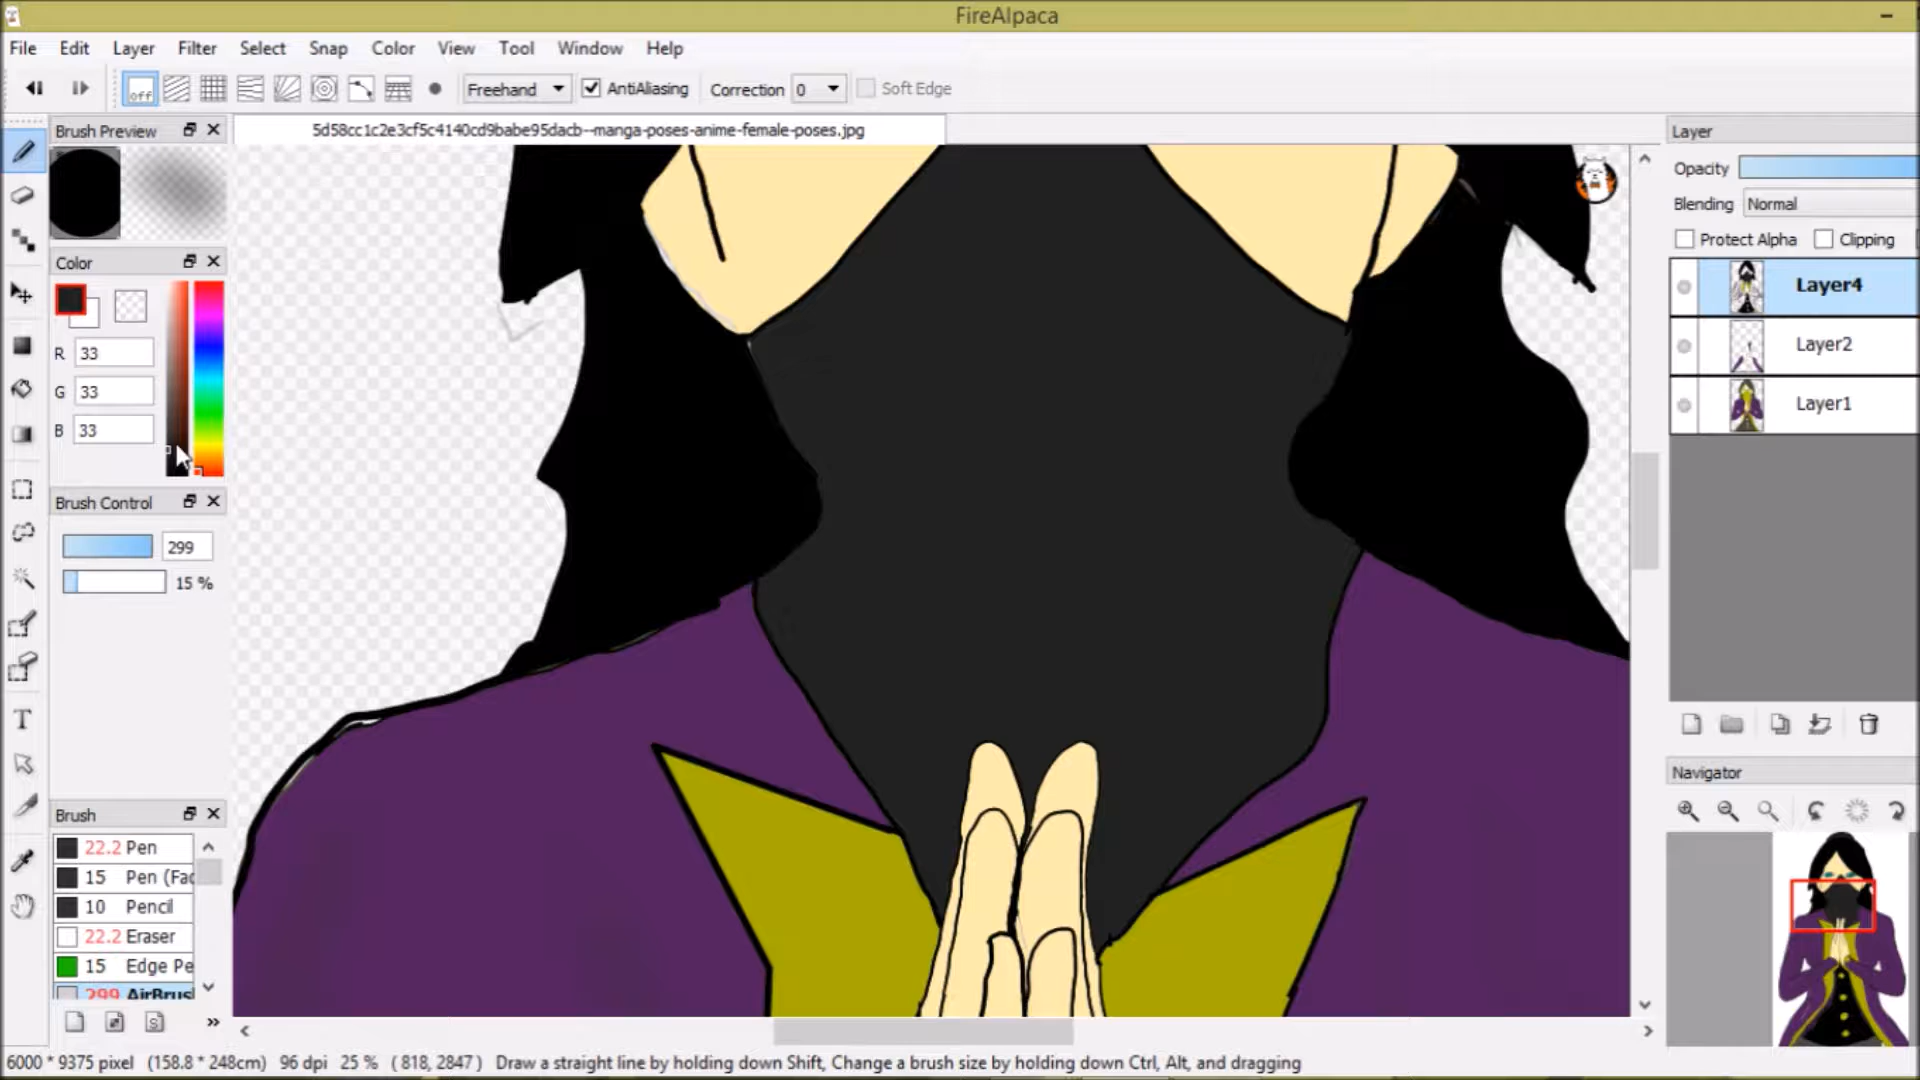 FireAlpaca
File Edit Layer Filter Select Snap Color View Tool Window Help
off Freehand AntiAliasing Correction 0 Soft Edge
Brush Preview
5d58cc1c2e3cf5c4140cd9babe95dacb--manga-poses-anime-female-poses.jpg
Layer
Opacity
Blending Normal
Protect Alpha Clipping
Color
R 33
G 33
B 33
Layer4
Layer2
Layer1
Brush Control
299
15 %
T
Navigator
Brush
22.2 Pen
15 Pen (Fac
10 Pencil
22.2 Eraser
15 Edge Pe
299 AirBrus
S
6000 * 9375 pixel (158.8 * 248cm) 96 dpi 25 % ( 818, 2847 ) Draw a straight line by holding down Shift, Change a brush size by holding down Ctrl, Alt, and dragging